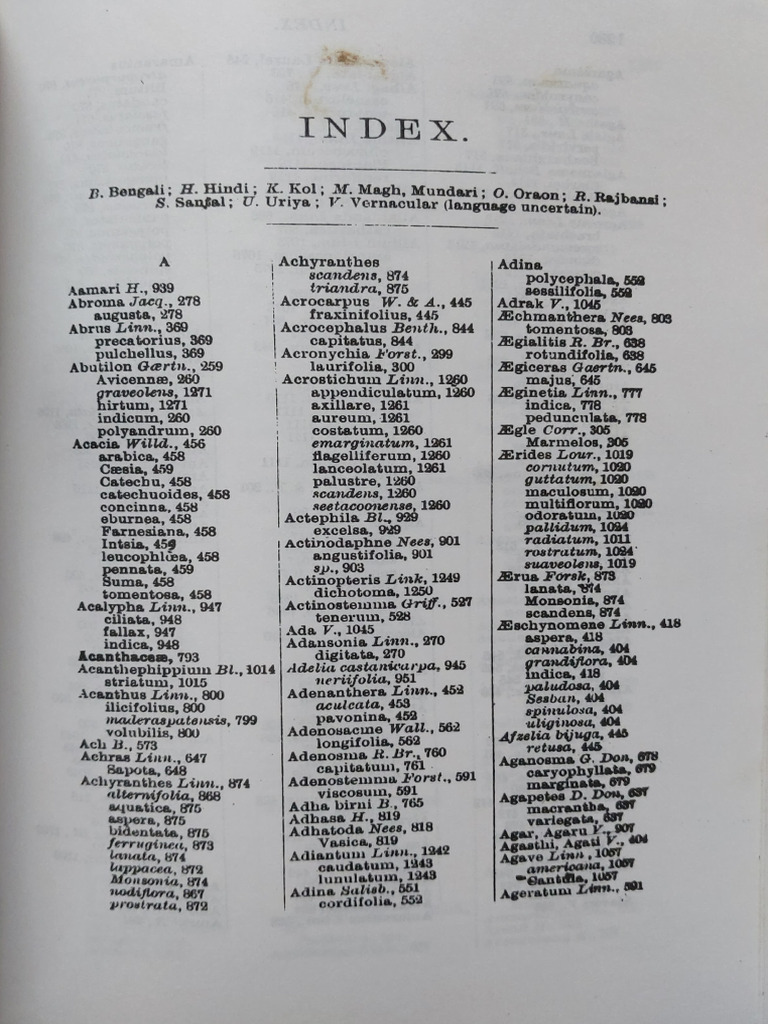 INDEX.
B. Bengali; H. Hindi; K. Kol; M. Magh, Mundari; O. Oraon; R. Rajbansi;
S. Santal; U. Uriya; V. Vernacular (language uncertain).
A
Aamari H., 939
Abroma Jacq., 278
augusta, 278
Abrus Linn., 369
precatorius, 369
pulchellus, 369
Abutilon Gærtn., 259
Avicennæ, 260
graveolens, 1271
hirtum, 1271
indicum, 260
polyandrum, 260
Acacia Willd., 456
arabica, 458
Cæsia, 459
Catechu, 458
catechuoides, 458
concinna, 458
eburnea, 458
Farnesiana, 458
Intsia, 459
leucophlœa, 458
pennata, 459
Suma, 458
tomentosa, 458
Acalypha Linn., 947
ciliata, 948
fallax, 947
indica, 948
Acanthaceæ, 793
Acanthephippium Bl., 1014
striatum, 1015
Acanthus Linn., 800
ilicifolius, 800
maderaspatensis, 799
volubilis, 800
Ach B., 573
Achras Linn., 647
Sapota, 648
Achyranthes Linn., 874
alternifolia, 868
aquatica, 875
aspera, 875
bidentata, 875
ferruginea, 873
lanata, 874
lappacea, 872
Monsonia, 874
nodiflora, 867
prostrata, 872
Achyranthes
scandens, 874
triandra, 875
Acrocarpus W. & A., 445
fraxinifolius, 445
Acrocephalus Benth., 844
capitatus, 844
Acronychia Forst., 299
laurifolia, 300
Acrostichum Linn., 1260
appendiculatum, 1260
axillare, 1261
aureum, 1261
costatum, 1260
emarginatum, 1261
flagelliferum, 1260
lanceolatum, 1261
palustre, 1260
scandens, 1260
seetacoonense, 1260
Actephila Bl., 929
excelsa, 929
Actinodaphne Nees, 901
angustifolia, 901
sp., 903
Actinopteris Link, 1249
dichotoma, 1250
Actinostemma Griff., 527
tenerum, 528
Ada V., 1045
Adansonia Linn., 270
digitata, 270
Adelia castanicarpa, 945
neriifolia, 951
Adenanthera Linn., 452
aculcata, 453
pavonina, 452
Adenosacme Wall., 562
longifolia, 562
Adenosma R. Br., 760
capitatum, 761
Adenostemma Forst., 591
viscosum, 591
Adha birni B., 765
Adhasa H., 819
Adhatoda Nees, 818
Vasica, 819
Adiantum Linn., 1242
caudatum, 1243
lunulatum, 1243
Adina Salisb., 551
cordifolia, 552
Adina
polycephala, 552
sessilifolia, 552
Adrak V., 1045
Æchmanthera Nees, 803
tomentosa, 803
Ægialitis R. Br., 638
rotundifolia, 638
Ægiceras Gaertn., 645
majus, 645
Æginetia Linn., 777
indica, 778
pedunculata, 778
Ægle Corr., 305
Marmelos, 305
Ærides Lour., 1019
cornutum, 1020
guttatum, 1020
maculosum, 1020
multiflorum, 1020
odoratum, 1020
pallidum, 1024
radiatum, 1011
rostratum, 1024
suaveolens, 1019
Ærua Forsk, 873
lanata, 874
Monsonia, 874
scandens, 874
Æschynomene Linn., 418
aspera, 418
cannabina, 404
grandiflora, 404
indica, 418
paludosa, 404
Sesban, 404
spinulosa, 404
uliginosa, 404
Afzelia bijuga, 445
retusa, 445
Aganosma G. Don, 678
caryophyllata, 679
marginata, 679
Agapetes D. Don, 637
macrantha, 637
variegata, 637
Agar, Agaru V., 907
Agasthi, Agati V., 404
Agave Linn., 1057
americana, 1057
Cantula, 1057
Ageratum Linn., 591